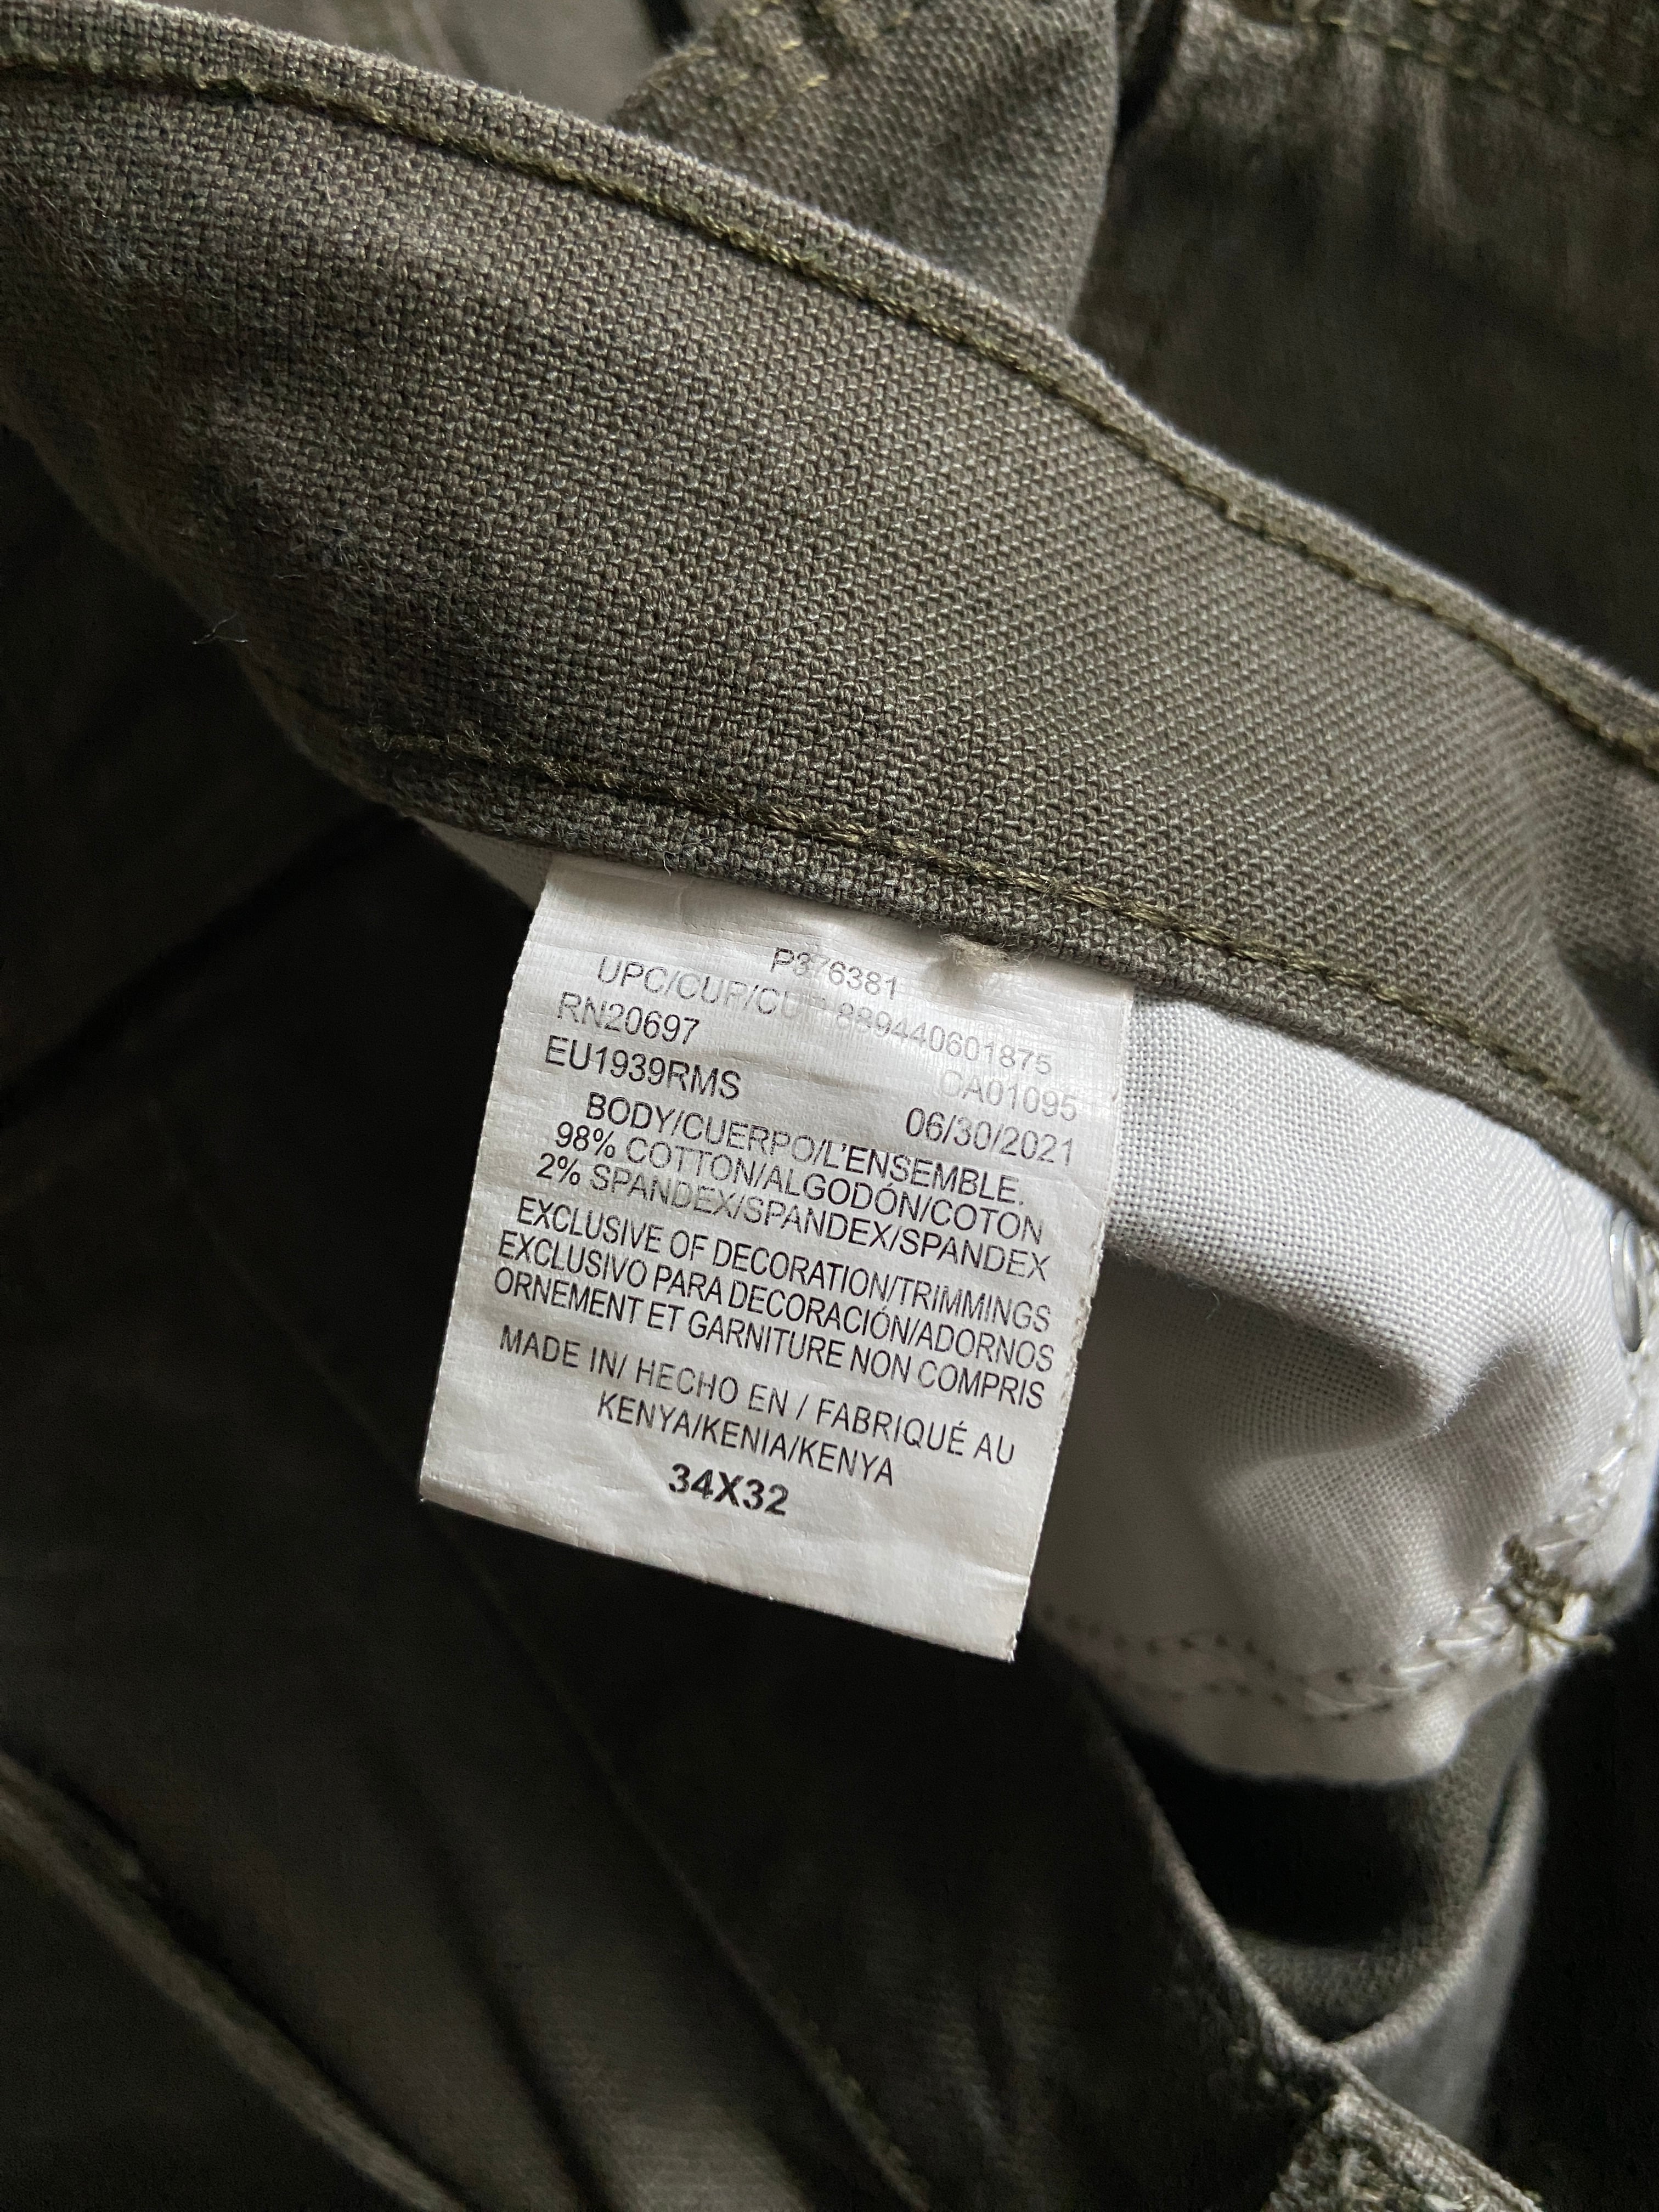 P376381
UPC/CUP/CUP 889440601875
RN20697 CA01095
EU1939RMS 06/30/2021
BODY/CUERPO/L'ENSEMBLE.
98% COTTON/ALGODÓN/COTON
2% SPANDEX/SPANDEX/SPANDEX
EXCLUSIVE OF DECORATION/TRIMMINGS
EXCLUSIVO PARA DECORACIÓN/ADORNOS
ORNEMENT ET GARNITURE NON COMPRIS
MADE IN/ HECHO EN / FABRIQUÉ AU
KENYA/KENIA/KENYA
34X32